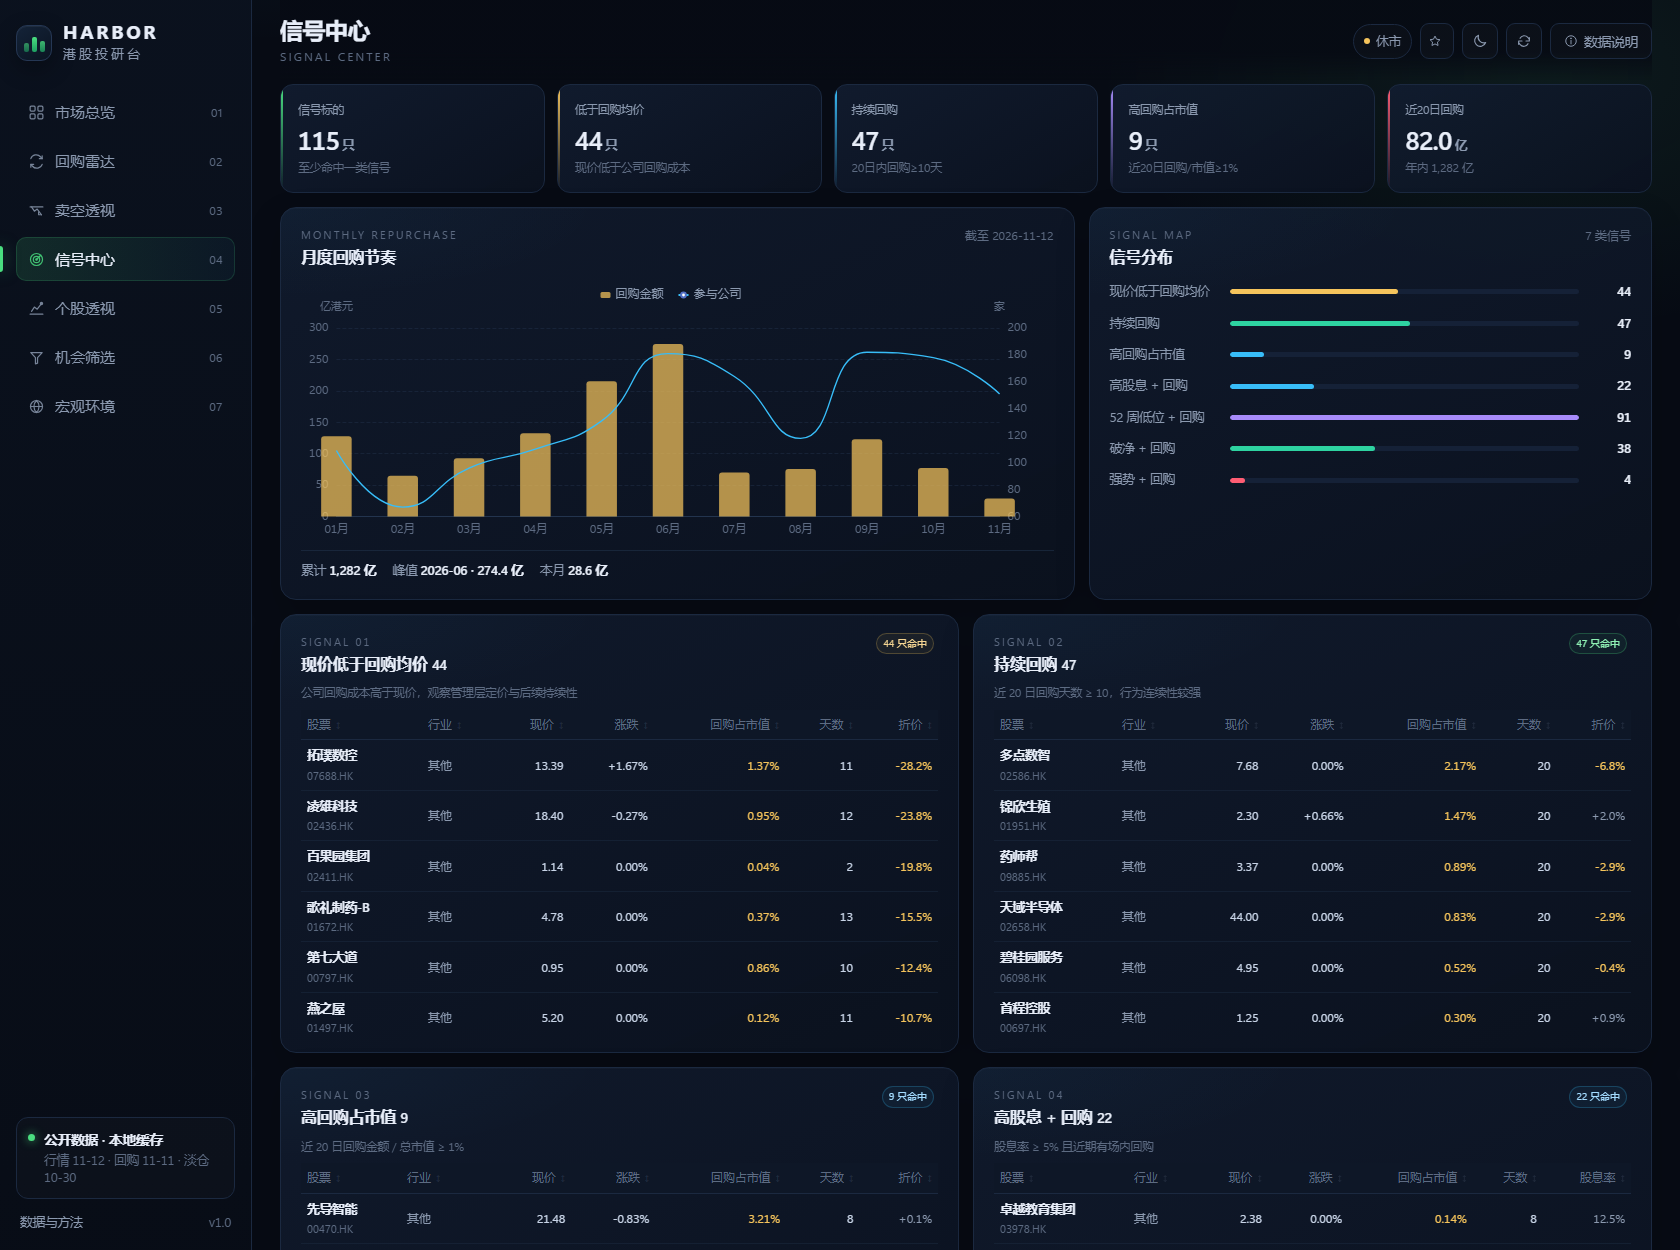 HARBOR
港股投研台
市场总览 01
回购雷达 02
卖空透视 03
信号中心 04
个股透视 05
机会筛选 06
宏观环境 07
公开数据 · 本地缓存
行情 11-12 · 回购 11-11 · 淡仓
10-30
数据与方法 v1.0
信号中心
SIGNAL CENTER
休市
数据说明
信号标的
115 只
至少命中一类信号
低于回购均价
44 只
现价低于公司回购成本
持续回购
47 只
20日内回购≥10天
高回购占市值
9 只
近20日回购/市值≥1%
近20日回购
82.0 亿
年内 1,282 亿
MONTHLY REPURCHASE
月度回购节奏
截至 2026-11-12
回购金额 参与公司
亿港元 家
300 200
250 180
200 160
150 140
100 120
50 100
0 80
60
01月 02月 03月 04月 05月 06月 07月 08月 09月 10月 11月
累计 1,282 亿 峰值 2026-06 · 274.4 亿 本月 28.6 亿
SIGNAL MAP
信号分布
7 类信号
现价低于回购均价 44
持续回购 47
高回购占市值 9
高股息 + 回购 22
52 周低位 + 回购 91
破净 + 回购 38
强势 + 回购 4
SIGNAL 01
现价低于回购均价 44
44 只命中
公司回购成本高于现价，观察管理层定价与后续持续性
股票 行业 现价 涨跌 回购占市值 天数 折价
拓璞数控 其他 13.39 +1.67% 1.37% 11 -28.2%
07688.HK
凌雄科技 其他 18.40 -0.27% 0.95% 12 -23.8%
02436.HK
百果园集团 其他 1.14 0.00% 0.04% 2 -19.8%
02411.HK
歌礼制药-B 其他 4.78 0.00% 0.37% 13 -15.5%
01672.HK
第七大道 其他 0.95 0.00% 0.86% 10 -12.4%
00797.HK
燕之屋 其他 5.20 0.00% 0.12% 11 -10.7%
01497.HK
SIGNAL 02
持续回购 47
47 只命中
近 20 日回购天数 ≥ 10，行为连续性较强
股票 行业 现价 涨跌 回购占市值 天数 折价
多点数智 其他 7.68 0.00% 2.17% 20 -6.8%
02586.HK
锦欣生殖 其他 2.30 +0.66% 1.47% 20 +2.0%
01951.HK
药师帮 其他 3.37 0.00% 0.89% 20 -2.9%
09885.HK
天域半导体 其他 44.00 0.00% 0.83% 20 -2.9%
02658.HK
碧桂园服务 其他 4.95 0.00% 0.52% 20 -0.4%
06098.HK
首程控股 其他 1.25 0.00% 0.30% 20 +0.9%
00697.HK
SIGNAL 03
高回购占市值 9
9 只命中
近 20 日回购金额 / 总市值 ≥ 1%
股票 行业 现价 涨跌 回购占市值 天数 折价
先导智能 其他 21.48 -0.83% 3.21% 8 +0.1%
00470.HK
SIGNAL 04
高股息 + 回购 22
22 只命中
股息率 ≥ 5% 且近期有场内回购
股票 行业 现价 涨跌 回购占市值 天数 股息率
卓越教育集团 其他 2.38 0.00% 0.14% 8 12.5%
03978.HK